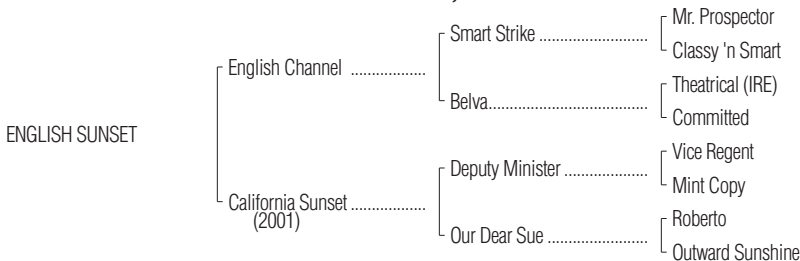 Mr. Prospector
Smart Strike ..........................
Classy 'n Smart
English Channel ..................
Theatrical (IRE)
Belva......................................
Committed
ENGLISH SUNSET
Vice Regent
Deputy Minister ....................
Mint Copy
California Sunset ..................
(2001)
Roberto
Our Dear Sue ........................
Outward Sunshine